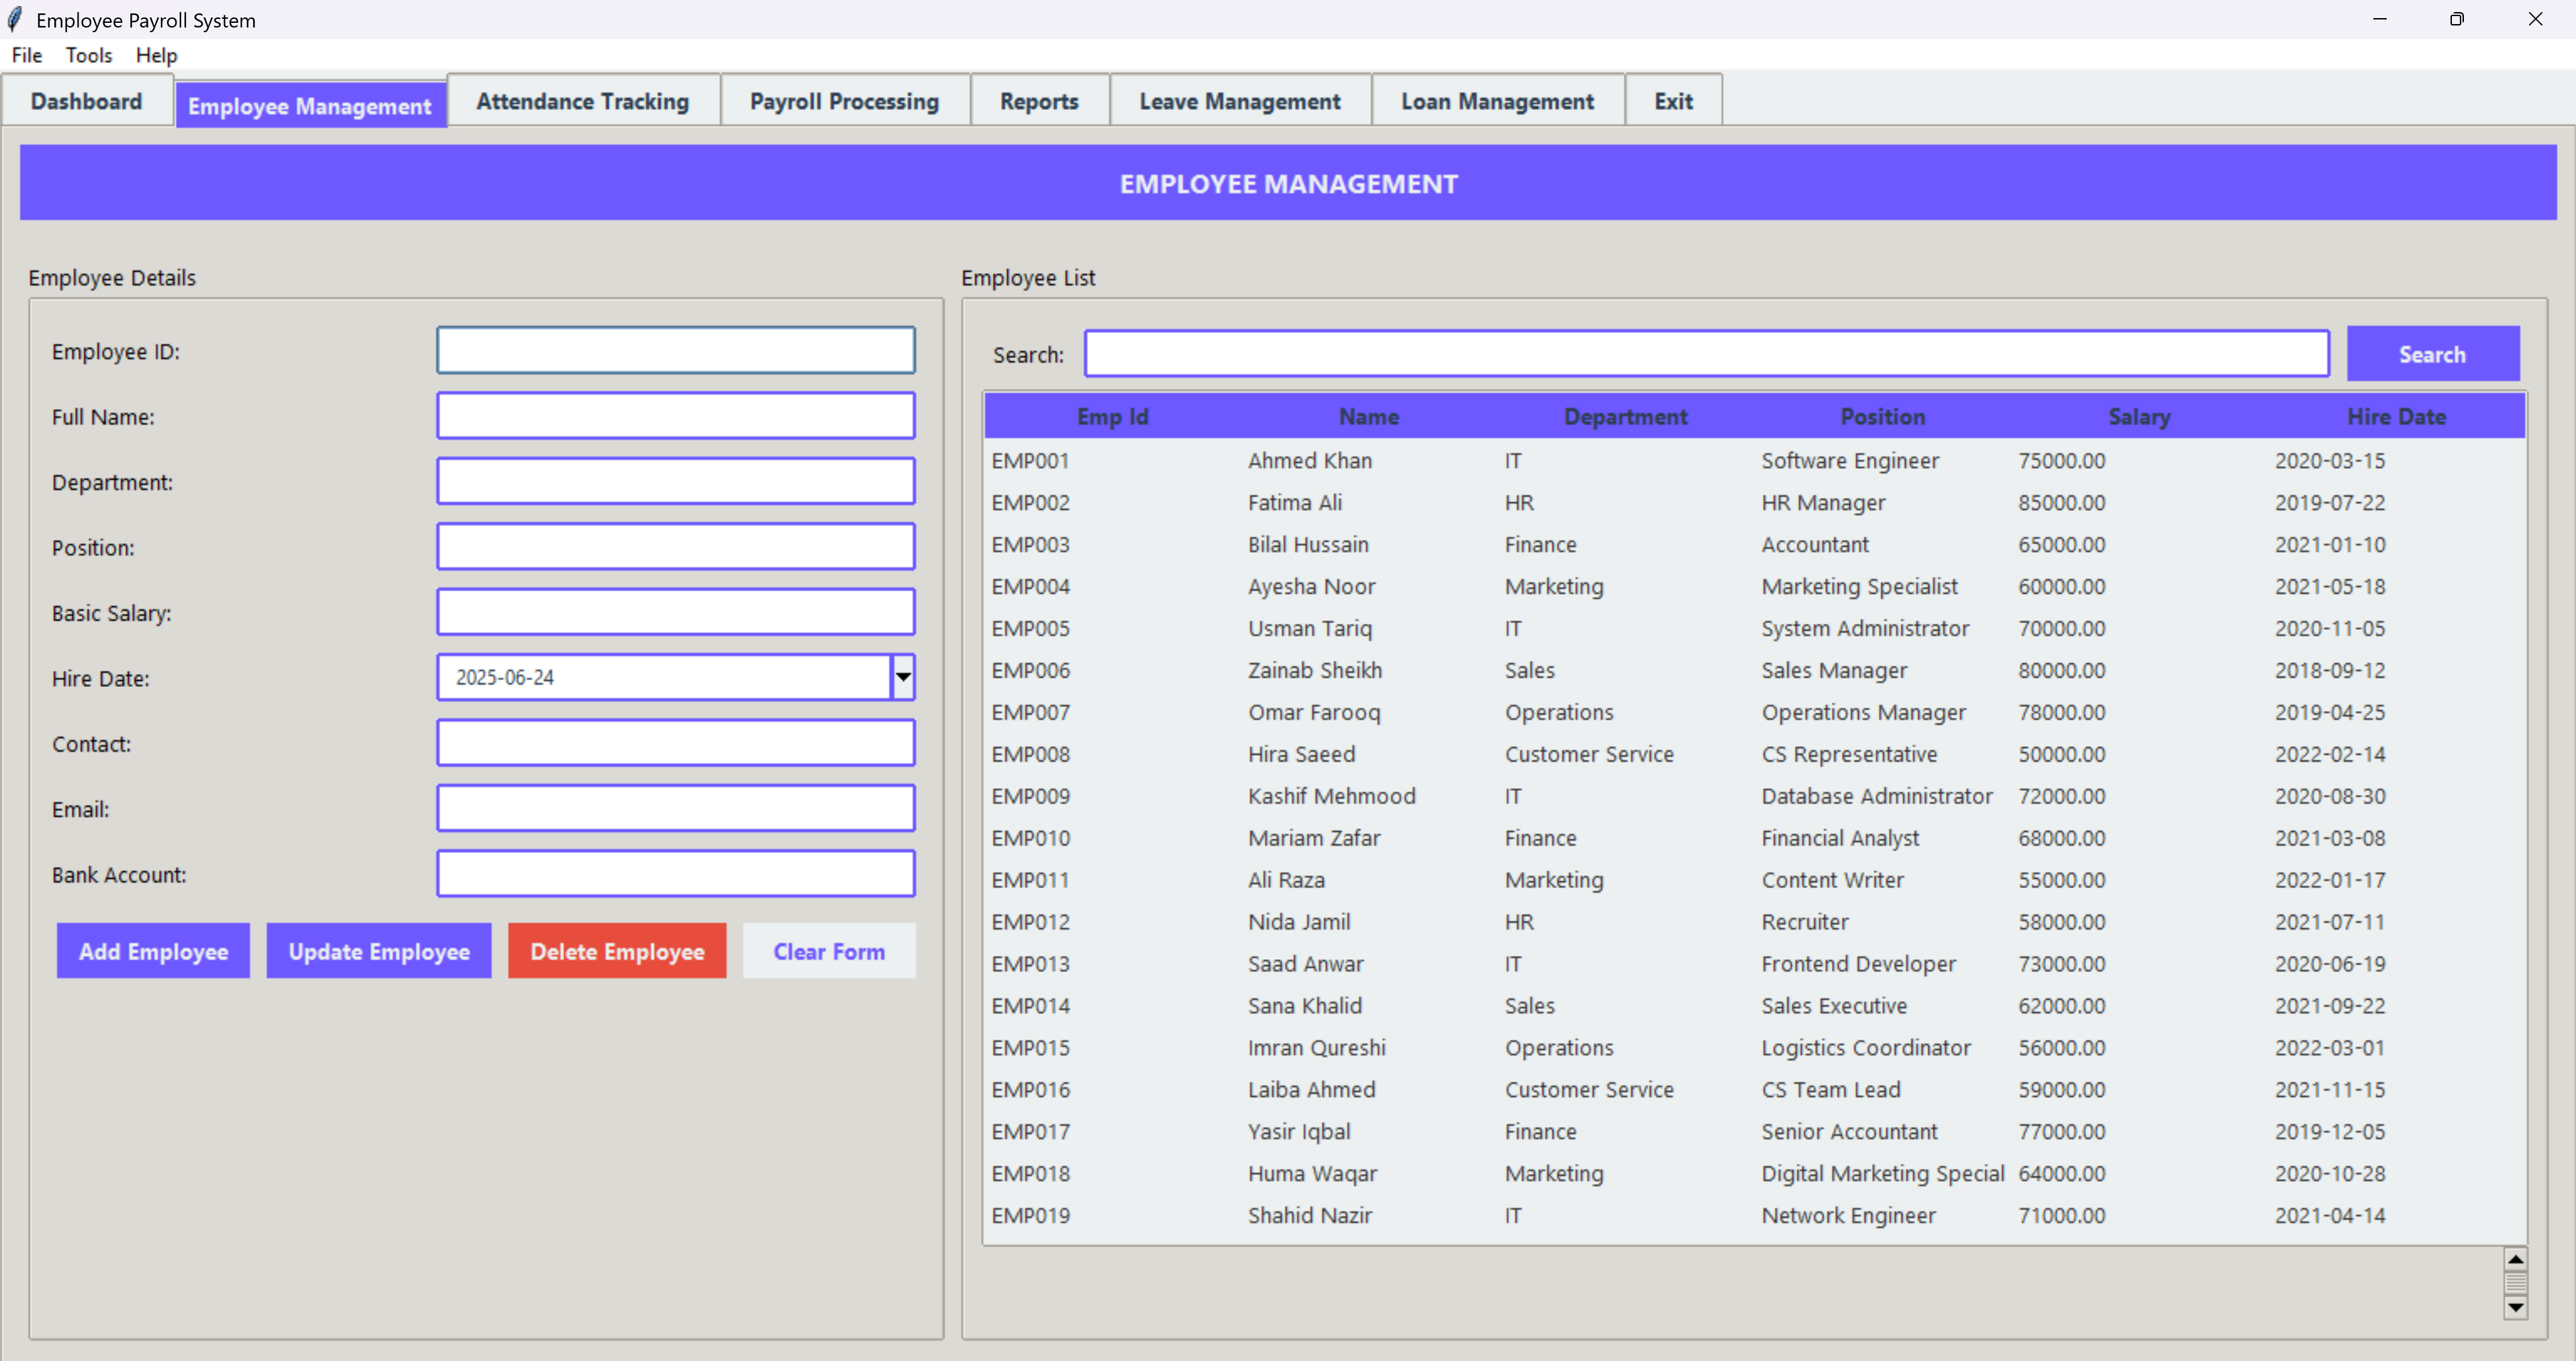 Employee Payroll System
File Tools Help
Dashboard Employee Management Attendance Tracking Payroll Processing Reports Leave Management Loan Management Exit
EMPLOYEE MANAGEMENT
Employee Details
Employee ID:
Full Name:
Department:
Position:
Basic Salary:
Hire Date: 2025-06-24
Contact:
Email:
Bank Account:
Add Employee Update Employee Delete Employee Clear Form
Employee List
Search: Search
Emp Id Name Department Position Salary Hire Date
EMP001 Ahmed Khan IT Software Engineer 75000.00 2020-03-15
EMP002 Fatima Ali HR HR Manager 85000.00 2019-07-22
EMP003 Bilal Hussain Finance Accountant 65000.00 2021-01-10
EMP004 Ayesha Noor Marketing Marketing Specialist 60000.00 2021-05-18
EMP005 Usman Tariq IT System Administrator 70000.00 2020-11-05
EMP006 Zainab Sheikh Sales Sales Manager 80000.00 2018-09-12
EMP007 Omar Farooq Operations Operations Manager 78000.00 2019-04-25
EMP008 Hira Saeed Customer Service CS Representative 50000.00 2022-02-14
EMP009 Kashif Mehmood IT Database Administrator 72000.00 2020-08-30
EMP010 Mariam Zafar Finance Financial Analyst 68000.00 2021-03-08
EMP011 Ali Raza Marketing Content Writer 55000.00 2022-01-17
EMP012 Nida Jamil HR Recruiter 58000.00 2021-07-11
EMP013 Saad Anwar IT Frontend Developer 73000.00 2020-06-19
EMP014 Sana Khalid Sales Sales Executive 62000.00 2021-09-22
EMP015 Imran Qureshi Operations Logistics Coordinator 56000.00 2022-03-01
EMP016 Laiba Ahmed Customer Service CS Team Lead 59000.00 2021-11-15
EMP017 Yasir Iqbal Finance Senior Accountant 77000.00 2019-12-05
EMP018 Huma Waqar Marketing Digital Marketing Special 64000.00 2020-10-28
EMP019 Shahid Nazir IT Network Engineer 71000.00 2021-04-14